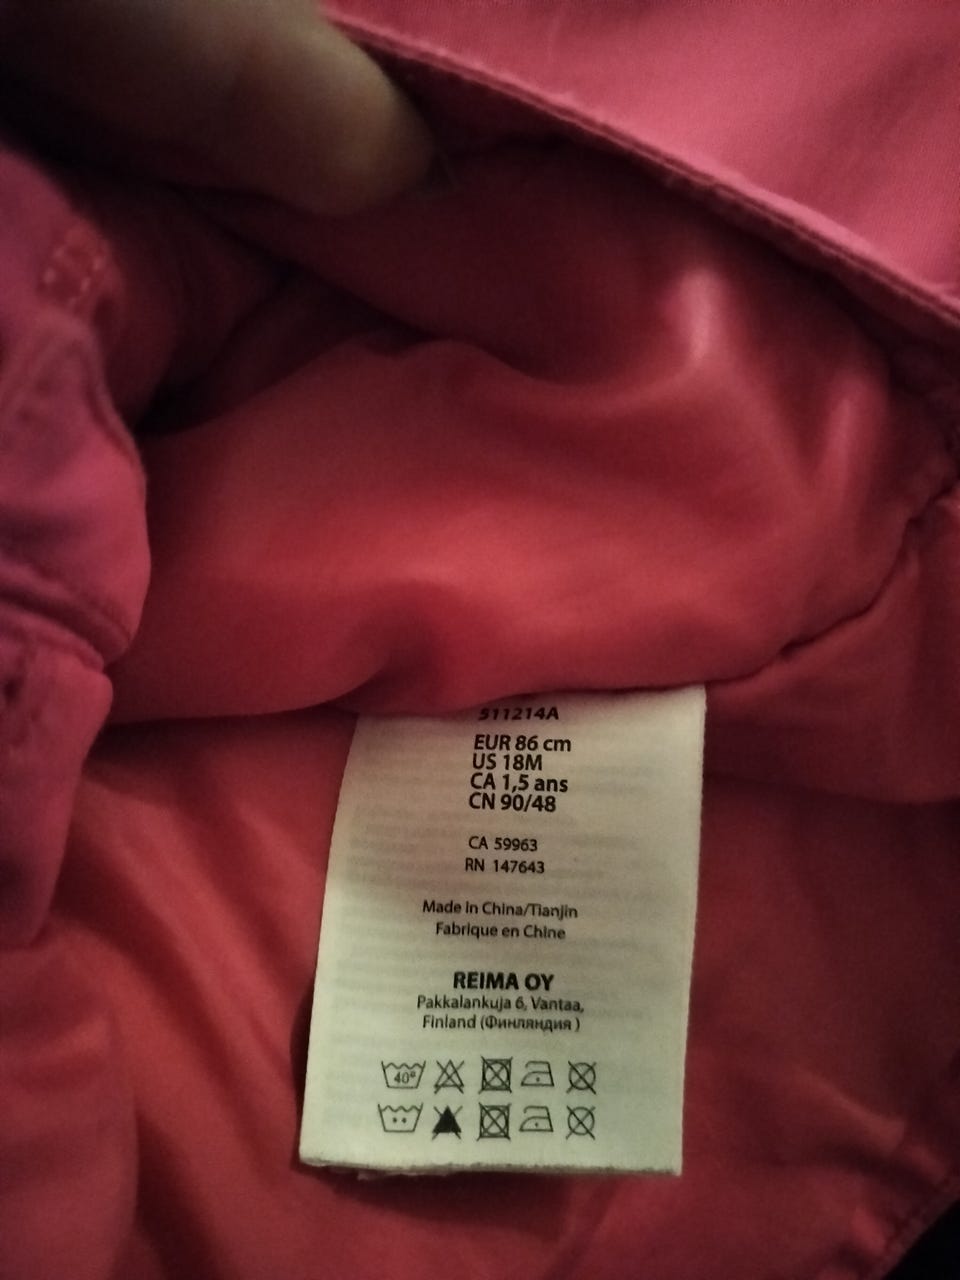 511214A
EUR 86 cm
US 18M
CA 1,5 ans
CN 90/48
CA 59963
RN 147643
Made in China/Tianjin
Fabrique en Chine
REIMA OY
Pakkalankuja 6, Vantaa,
Finland (Финляндия )
40°